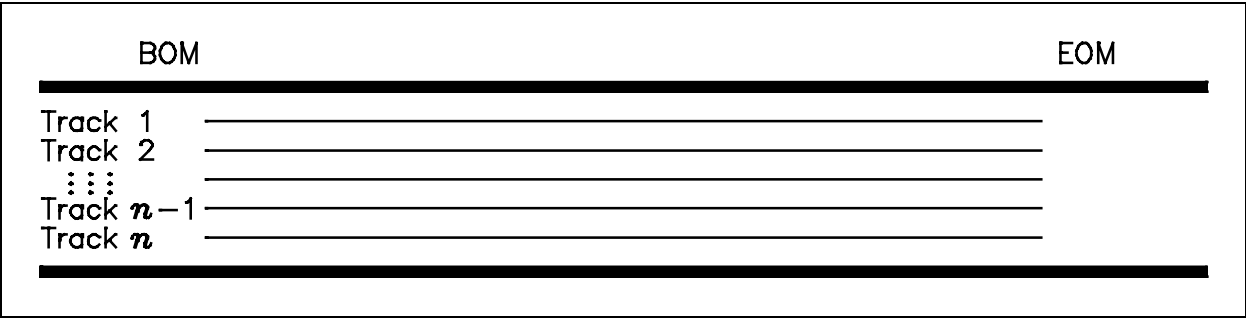 BOM EOM
Track 1
Track 2
⋮⋮⋮
Track n−1
Track n